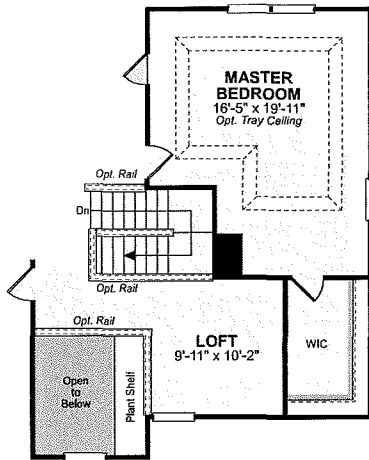 MASTER
BEDROOM
16'-5" x 19'-11"
Opt. Tray Ceiling
Opt. Rail
Dn
Opt. Rail
Opt. Rail
LOFT
9'-11" x 10'-2"
WIC
Open
to
Below
Plant Shelf